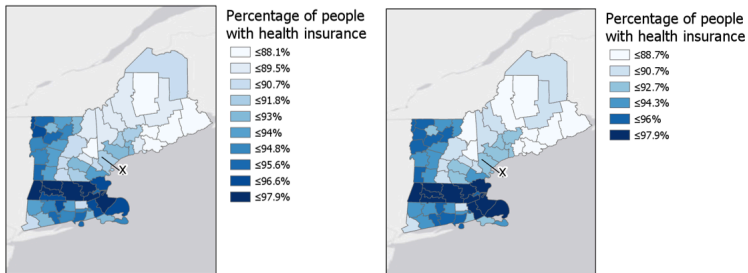 Percentage of people
with health insurance
≤88.1%
≤89.5%
≤90.7%
≤91.8%
≤93%
≤94%
≤94.8%
≤95.6%
≤96.6%
≤97.9%
X
Percentage of people
with health insurance
≤88.7%
≤90.7%
≤92.7%
≤94.3%
≤96%
≤97.9%
X